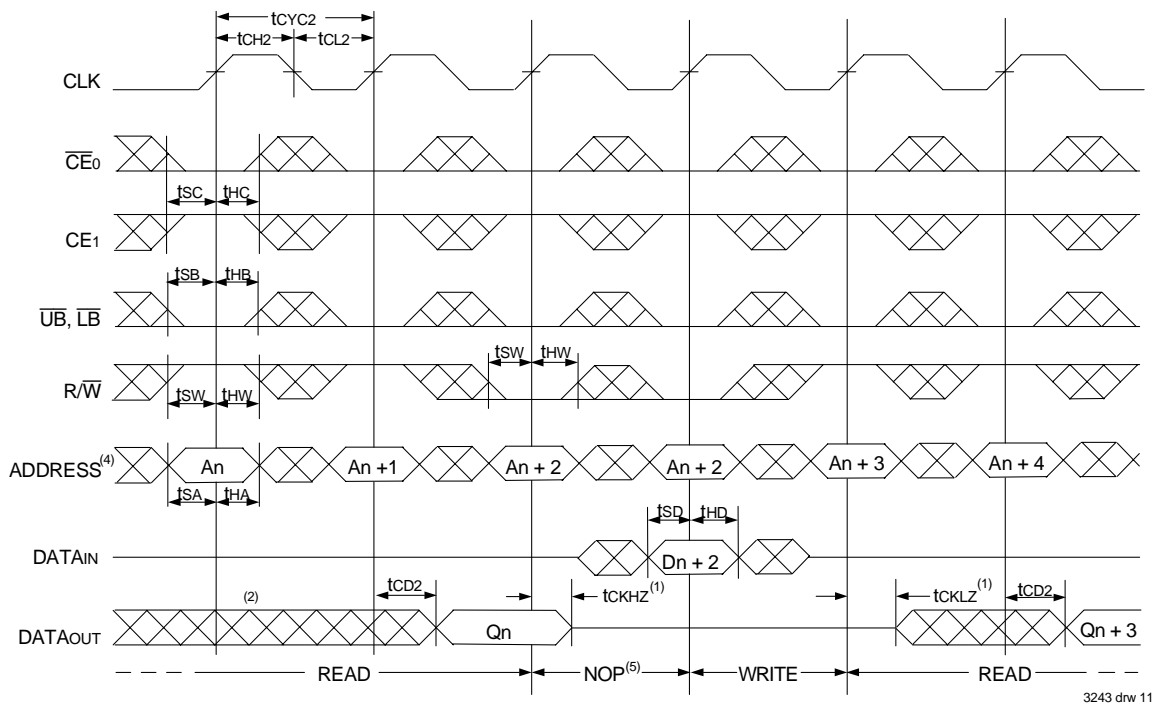 tCYC2
tCH2 tCL2
CLK
CE0
tSC tHC
CE1
tSB tHB
UB, LB
tSW tHW
R/W
tSW tHW
ADDRESS(4) An An +1 An + 2 An + 2 An + 3 An + 4
tSA tHA
tSD tHD
DATAIN Dn + 2
tCD2 tCKHZ(1) tCKLZ(1) tCD2
(2)
DATAOUT Qn Qn + 3
READ NOP(5) WRITE READ
3243 drw 11